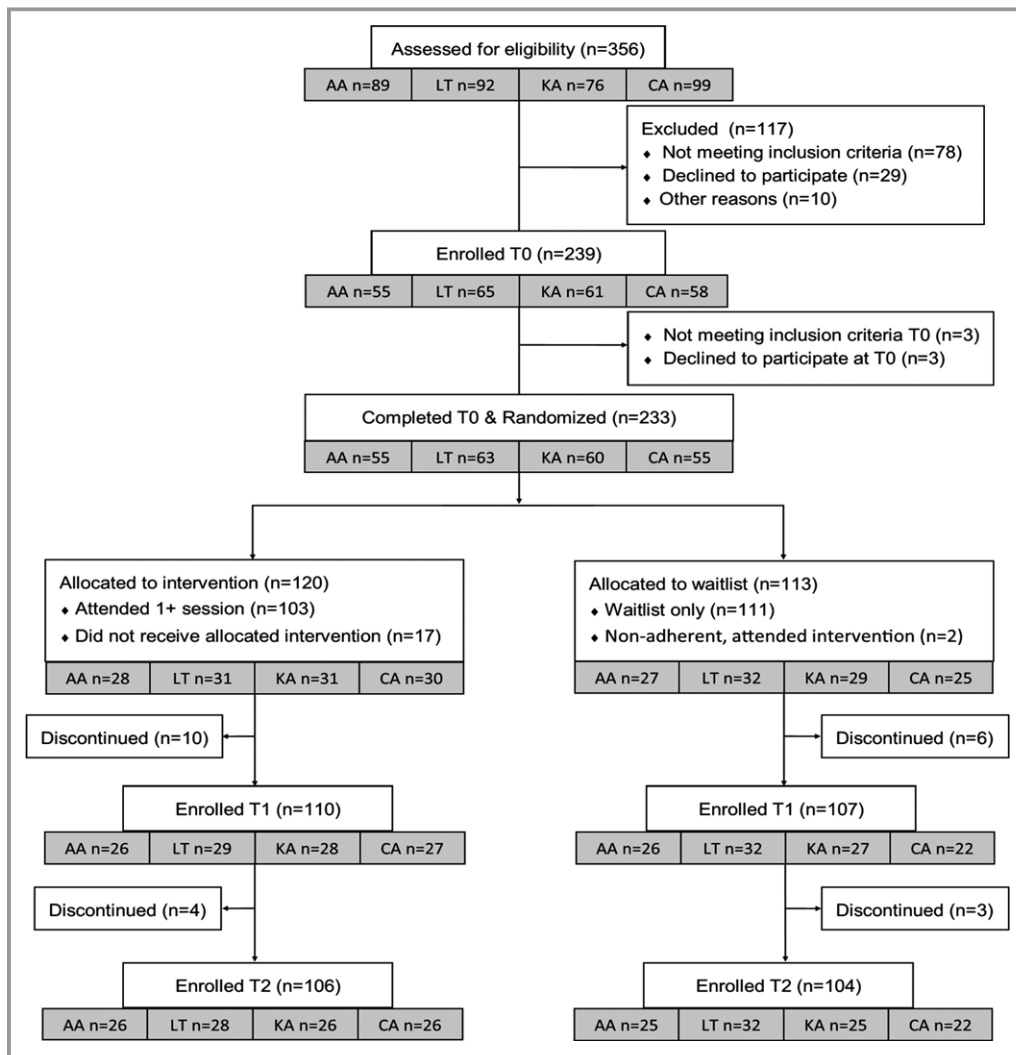 Assessed for eligibility (n=356)
AA n=89 LT n=92 KA n=76 CA n=99
Excluded (n=117)
♦ Not meeting inclusion criteria (n=78)
♦ Declined to participate (n=29)
♦ Other reasons (n=10)
Enrolled T0 (n=239)
AA n=55 LT n=65 KA n=61 CA n=58
♦ Not meeting inclusion criteria T0 (n=3)
♦ Declined to participate at T0 (n=3)
Completed T0 & Randomized (n=233)
AA n=55 LT n=63 KA n=60 CA n=55
Allocated to intervention (n=120)
♦ Attended 1+ session (n=103)
♦ Did not receive allocated intervention (n=17)
AA n=28 LT n=31 KA n=31 CA n=30
Allocated to waitlist (n=113)
♦ Waitlist only (n=111)
♦ Non-adherent, attended intervention (n=2)
AA n=27 LT n=32 KA n=29 CA n=25
Discontinued (n=10)
Discontinued (n=6)
Enrolled T1 (n=110)
AA n=26 LT n=29 KA n=28 CA n=27
Enrolled T1 (n=107)
AA n=26 LT n=32 KA n=27 CA n=22
Discontinued (n=4)
Discontinued (n=3)
Enrolled T2 (n=106)
AA n=26 LT n=28 KA n=26 CA n=26
Enrolled T2 (n=104)
AA n=25 LT n=32 KA n=25 CA n=22